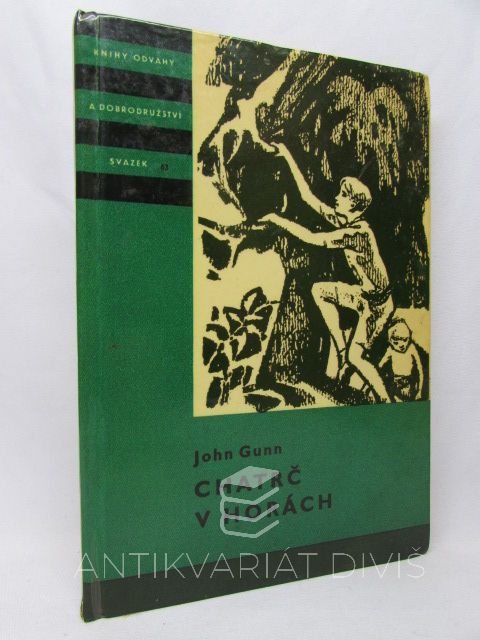 KNIHY ODVAHY
A DOBRODRUŽSTVÍ
SVAZEK 63
John Gunn
CHATRČ
V HORÁCH
ANTIKVARIÁT DIVIŠ